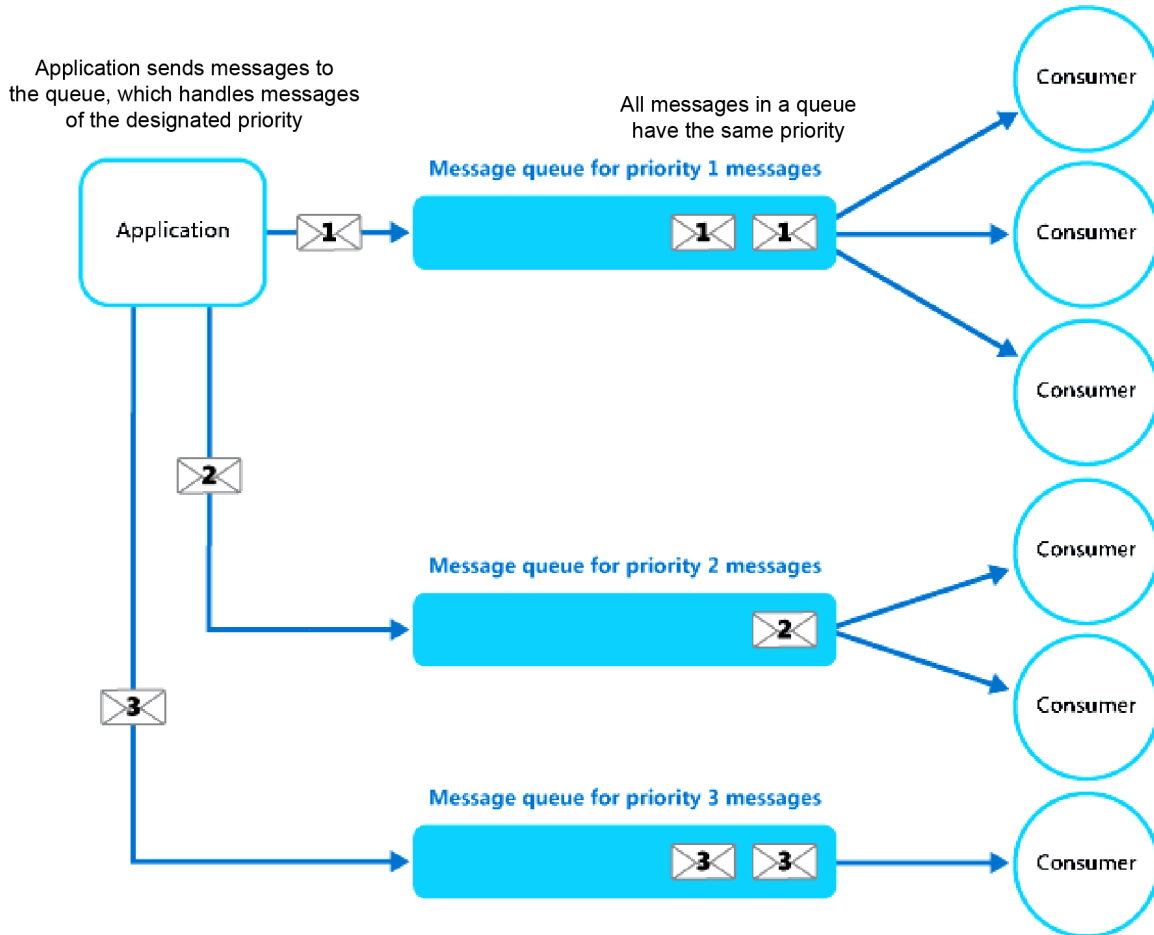 Application sends messages to
the queue, which handles messages
of the designated priority
All messages in a queue
have the same priority
Consumer
Message queue for priority 1 messages
Application
1
1
1
Consumer
Consumer
2
Message queue for priority 2 messages
2
Consumer
Consumer
3
Message queue for priority 3 messages
3
3
Consumer